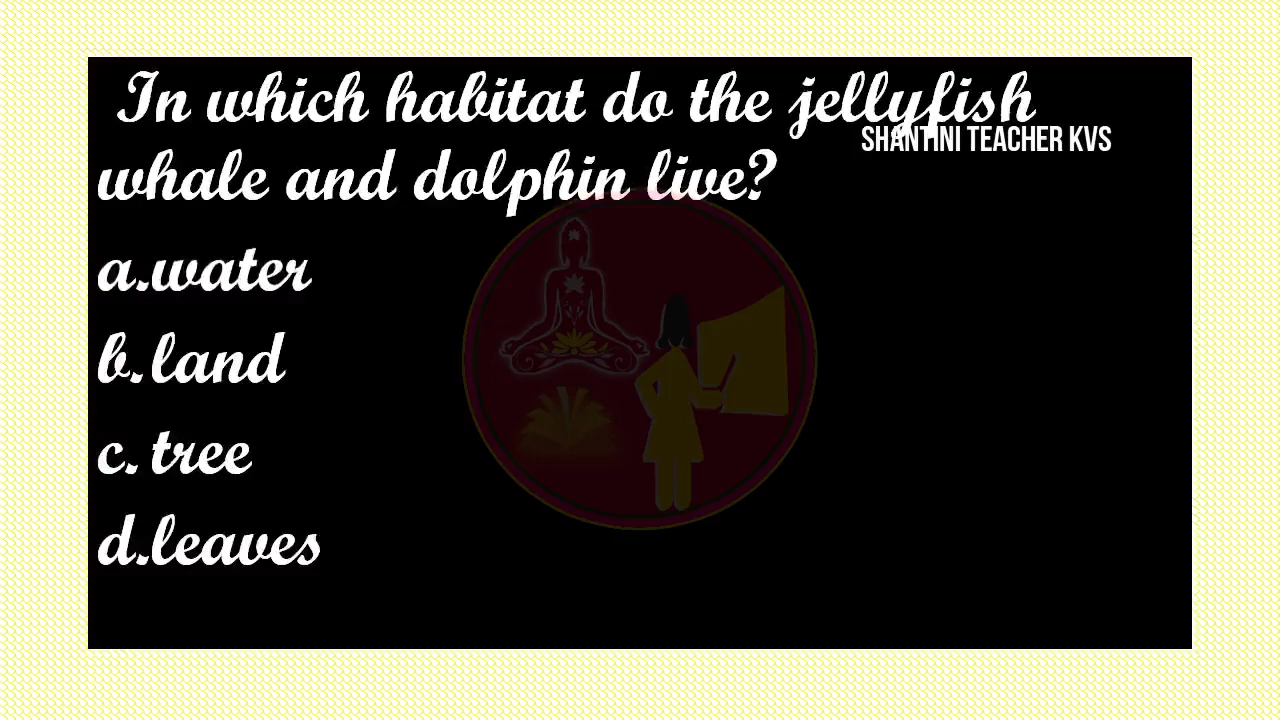 In which habitat do the jellyfish
SHANTINI TEACHER KVS
whale and dolphin live?
a.water
b.land
c. tree
d.leaves